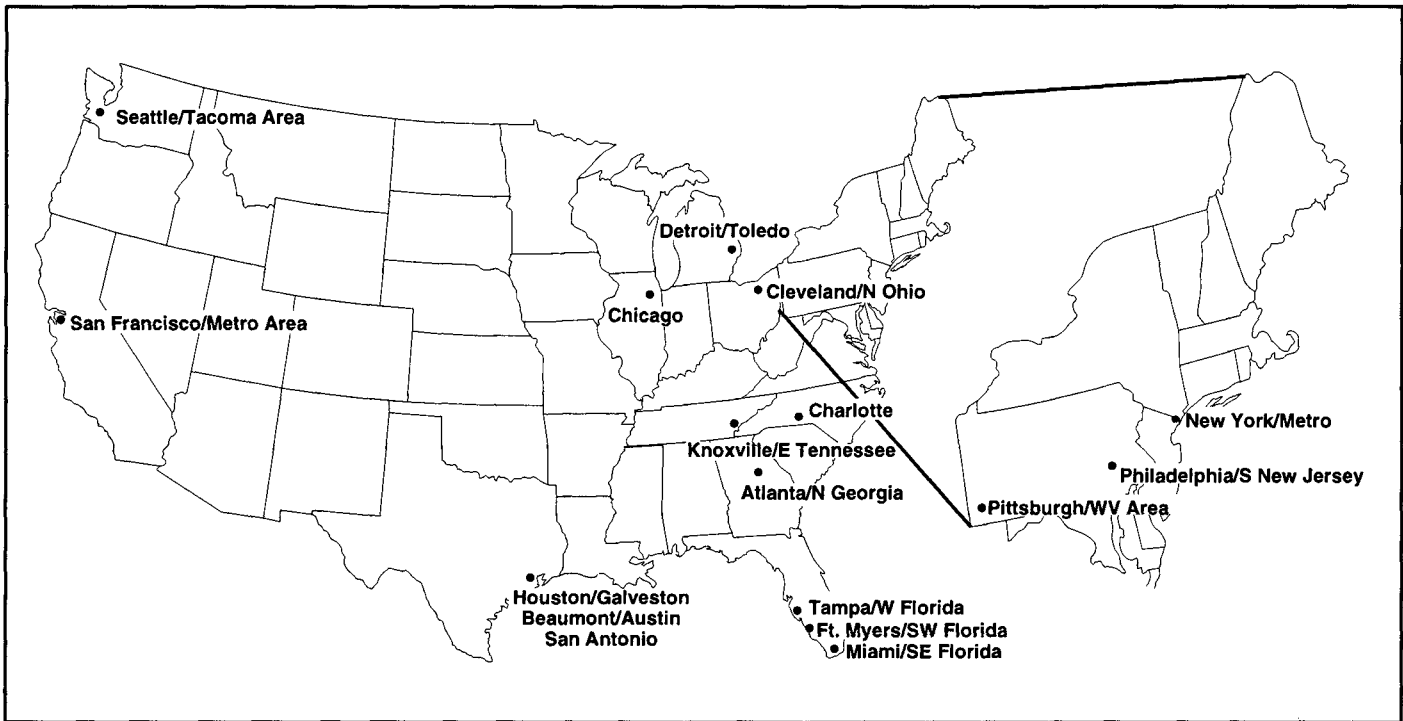 Seattle/Tacoma Area
Detroit/Toledo
Cleveland/N Ohio
Chicago
San Francisco/Metro Area
Charlotte
New York/Metro
Knoxville/E Tennessee
Philadelphia/S New Jersey
Atlanta/N Georgia
Pittsburgh/WV Area
Houston/Galveston
Beaumont/Austin
San Antonio
Tampa/W Florida
Ft. Myers/SW Florida
Miami/SE Florida